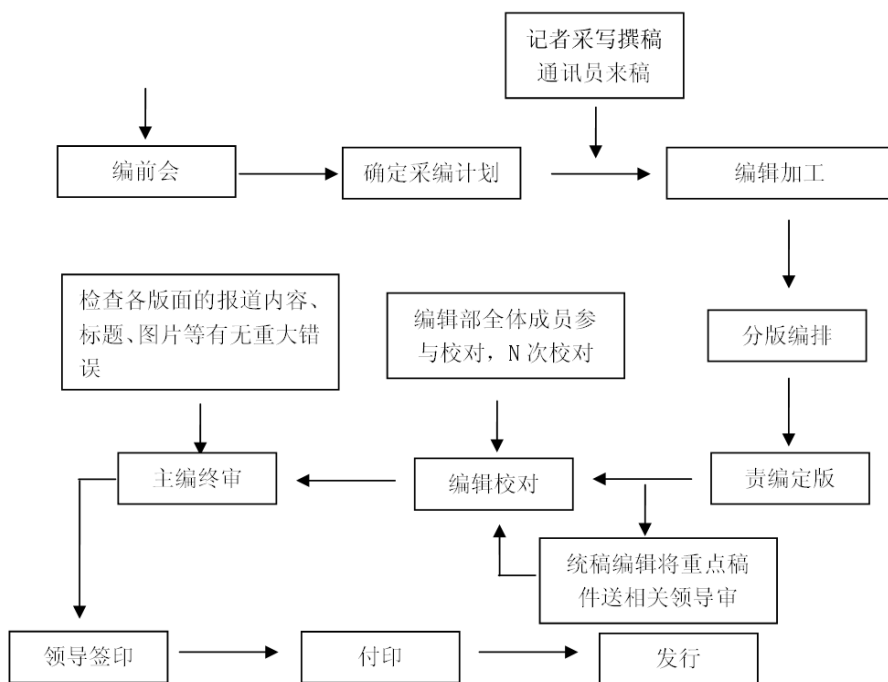 记者采写撰稿
通讯员来稿
编前会
确定采编计划
编辑加工
检查各版面的报道内容、
标题、图片等有无重大错
误
编辑部全体成员参
与校对，N 次校对
分版编排
主编终审
编辑校对
责编定版
统稿编辑将重点稿
件送相关领导审
领导签印
付印
发行